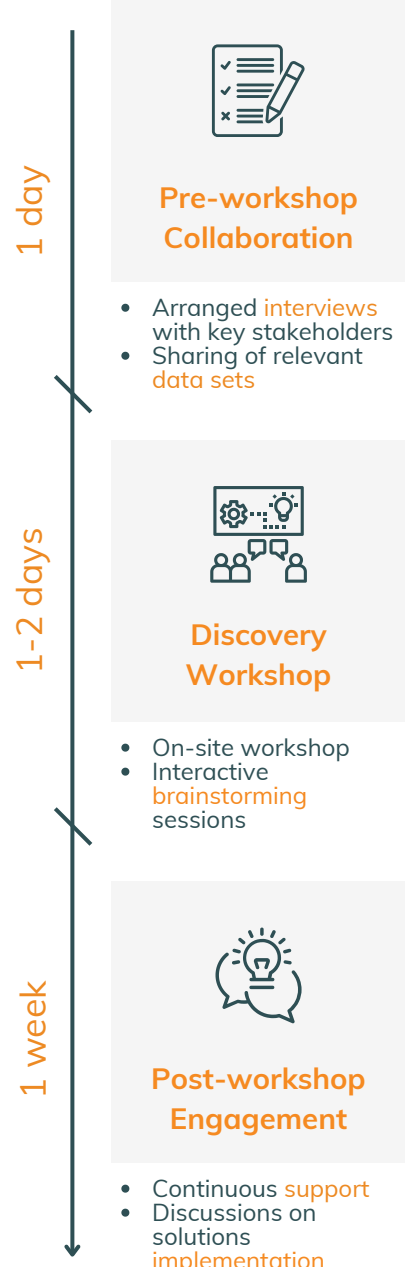 1 day
Pre-workshop
Collaboration
• Arranged interviews
with key stakeholders
• Sharing of relevant
data sets
1-2 days
Discovery
Workshop
• On-site workshop
• Interactive
brainstorming
sessions
1 week
Post-workshop
Engagement
• Continuous support
• Discussions on
solutions
implementation